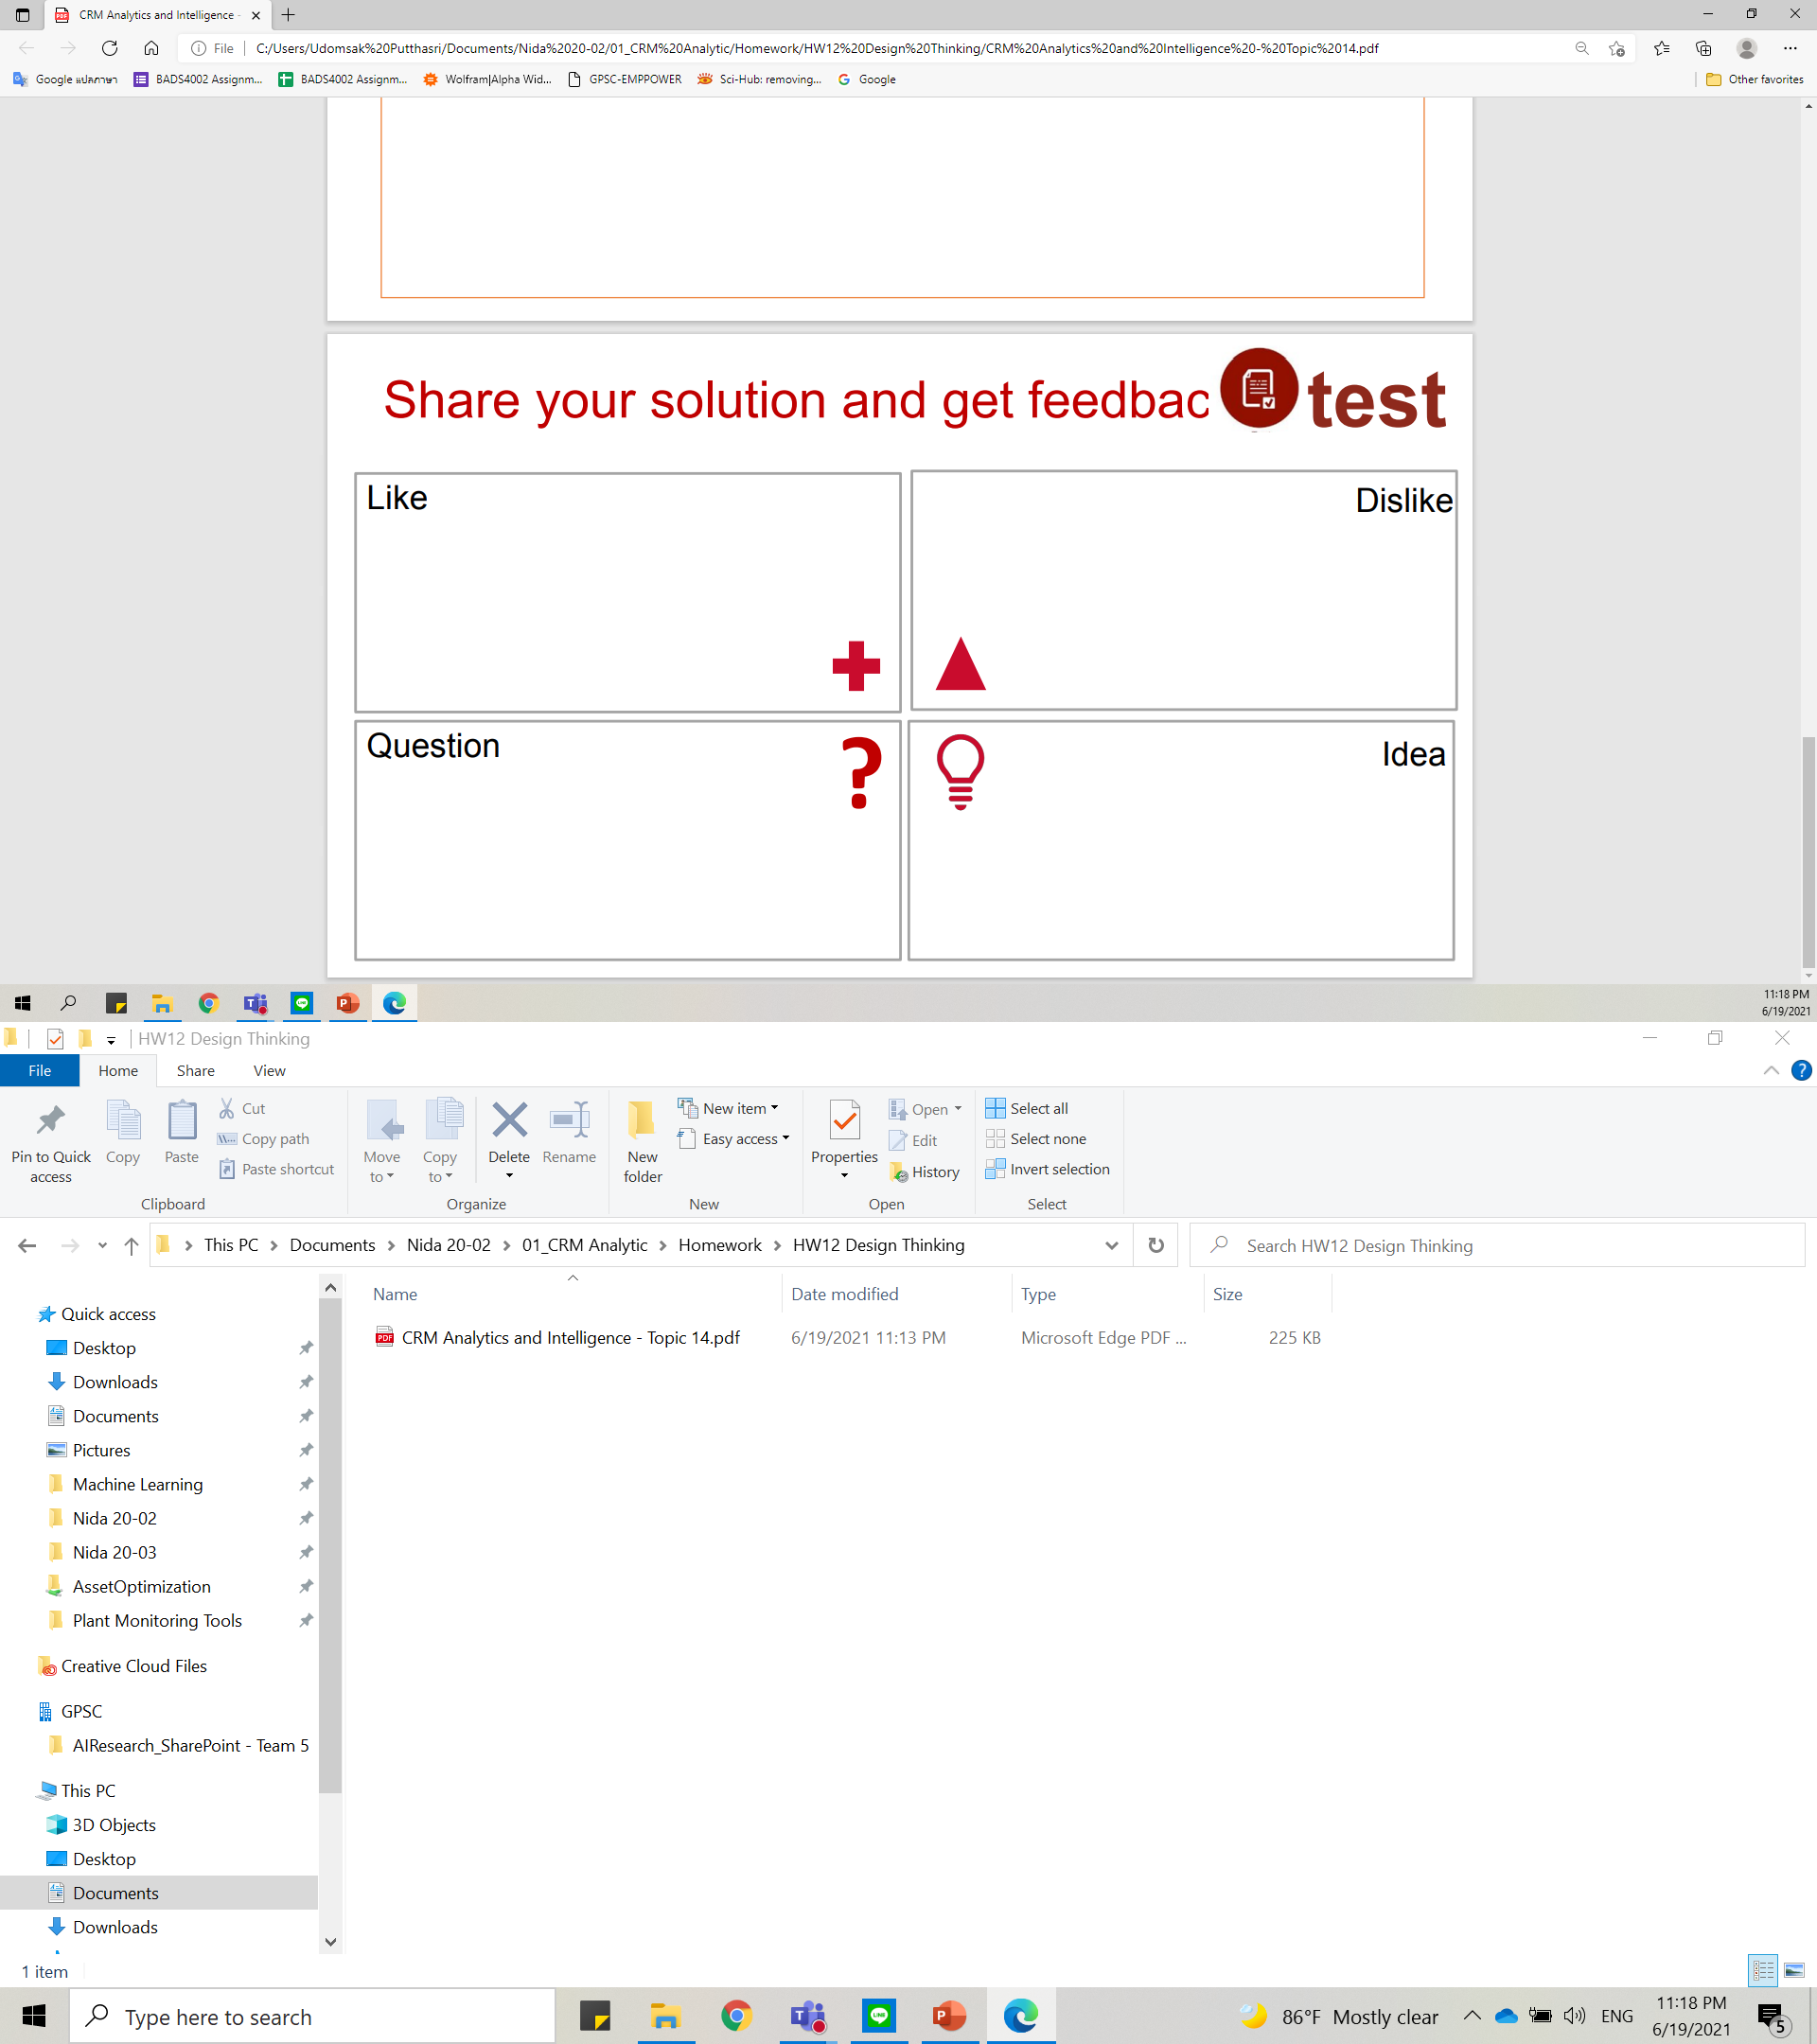 CRM Analytics and Intelligence -
File
C:/Users/Udomsak%20Putthasri/Documents/Nida%2020-02/01_CRM%20Analytic/Homework/HW12%20Design%20Thinking/CRM%20Analytics%20and%20Intelligence%20-%20Topic%2014.pdf
Google แปลภาษา
BADS4002 Assignm...
BADS4002 Assignm...
Wolfram|Alpha Wid...
GPSC-EMPPOWER
Sci-Hub: removing...
Google
Other favorites
Share your solution and get feedbac
test
Like
Dislike
Question
?
Idea
11:18 PM
6/19/2021
HW12 Design Thinking
File
Home
Share
View
Pin to Quick access
Copy
Paste
Cut
Copy path
Paste shortcut
Clipboard
Move to
Copy to
Delete
Rename
Organize
New folder
New item
Easy access
New
Properties
Open
Edit
History
Open
Select all
Select none
Invert selection
Select
This PC > Documents > Nida 20-02 > 01_CRM Analytic > Homework > HW12 Design Thinking
Search HW12 Design Thinking
Name
Date modified
Type
Size
CRM Analytics and Intelligence - Topic 14.pdf
6/19/2021 11:13 PM
Microsoft Edge PDF ...
225 KB
Quick access
Desktop
Downloads
Documents
Pictures
Machine Learning
Nida 20-02
Nida 20-03
AssetOptimization
Plant Monitoring Tools
Creative Cloud Files
GPSC
AIResearch_SharePoint - Team 5
This PC
3D Objects
Desktop
Documents
Downloads
1 item
Type here to search
86°F Mostly clear
ENG
11:18 PM
6/19/2021
5